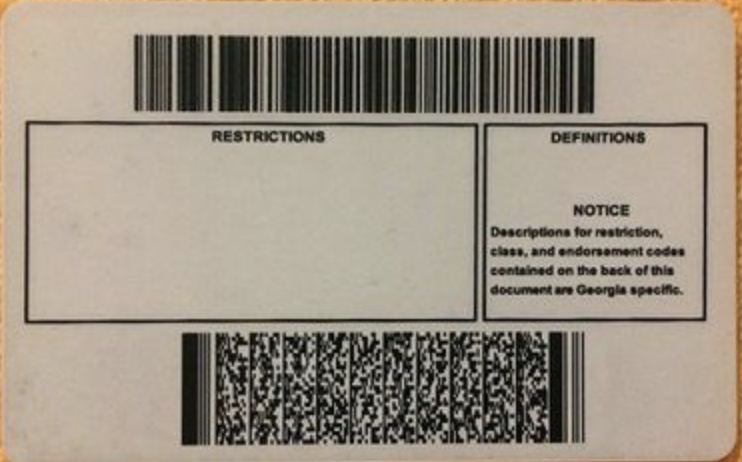 RESTRICTIONS
DEFINITIONS
NOTICE
Descriptions for restriction,
class, and endorsement codes
contained on the back of this
document are Georgia specific.